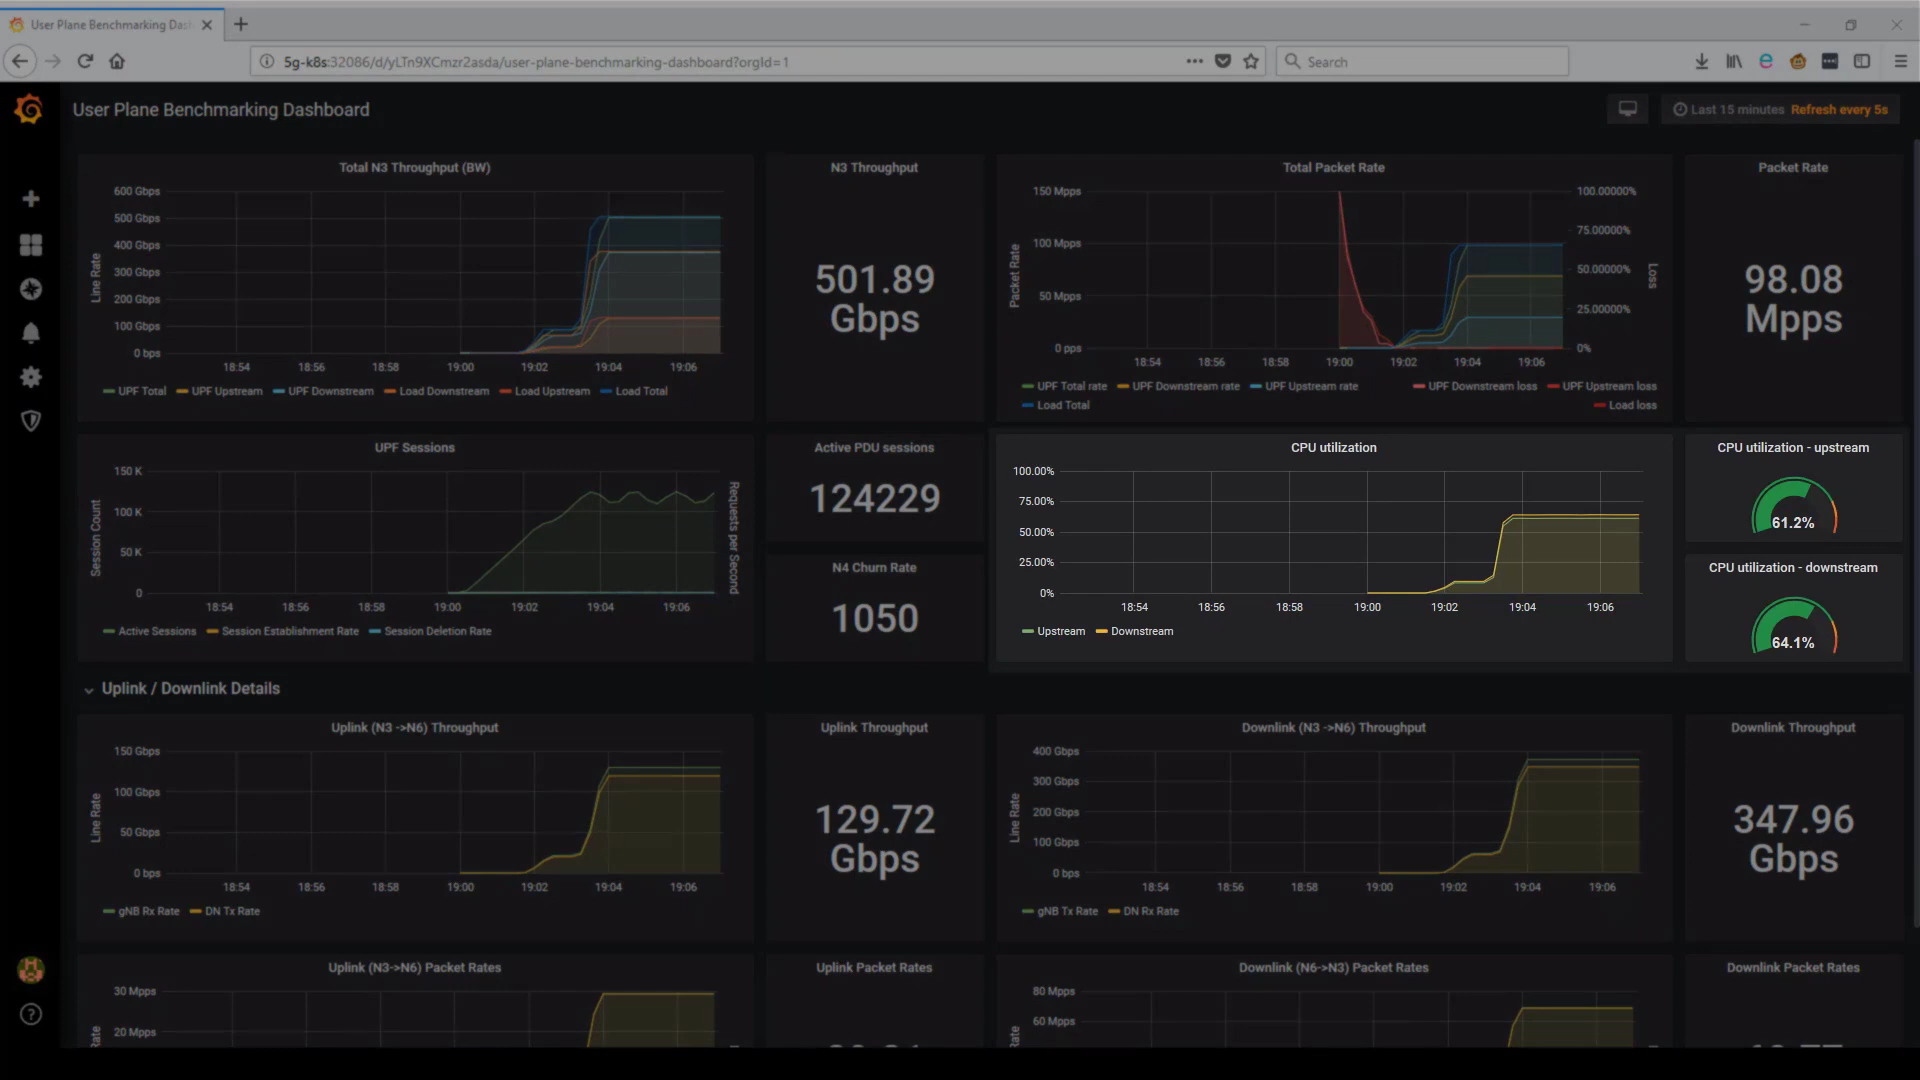 User Plane Benchmarking Das
5g-k8s:32086/d/yLTn9XCmzr2asda/user-plane-benchmarking-dashboard?orgId=1
Search
User Plane Benchmarking Dashboard
Last 15 minutes Refresh every 5s
Total N3 Throughput (BW)
600 Gbps
500 Gbps
400 Gbps
300 Gbps
200 Gbps
100 Gbps
0 bps
Line Rate
18:54 18:56 18:58 19:00 19:02 19:04 19:06
UPF Total UPF Upstream UPF Downstream Load Downstream Load Upstream Load Total
N3 Throughput
501.89
Gbps
Total Packet Rate
150 Mpps
100 Mpps
50 Mpps
0 pps
Packet Rate
100.00000%
75.00000%
50.00000%
25.00000%
0%
Loss
18:54 18:56 18:58 19:00 19:02 19:04 19:06
UPF Total rate UPF Downstream rate UPF Upstream rate UPF Downstream loss UPF Upstream loss
Load Total Load loss
Packet Rate
98.08
Mpps
UPF Sessions
150 K
100 K
50 K
0
Session Count
Requests per Second
18:54 18:56 18:58 19:00 19:02 19:04 19:06
Active Sessions Session Establishment Rate Session Deletion Rate
Active PDU sessions
124229
N4 Churn Rate
1050
CPU utilization
100.00%
75.00%
50.00%
25.00%
0%
18:54 18:56 18:58 19:00 19:02 19:04 19:06
Upstream Downstream
CPU utilization - upstream
61.2%
CPU utilization - downstream
64.1%
Uplink / Downlink Details
Uplink (N3 ->N6) Throughput
150 Gbps
100 Gbps
50 Gbps
0 bps
Line Rate
18:54 18:56 18:58 19:00 19:02 19:04 19:06
gNB Rx Rate DN Tx Rate
Uplink Throughput
129.72
Gbps
Downlink (N3 ->N6) Throughput
400 Gbps
300 Gbps
200 Gbps
100 Gbps
0 bps
Line Rate
18:54 18:56 18:58 19:00 19:02 19:04 19:06
gNB Tx Rate DN Rx Rate
Downlink Throughput
347.96
Gbps
Uplink (N3->N6) Packet Rates
30 Mpps
20 Mpps
Uplink Packet Rates
Downlink (N6->N3) Packet Rates
80 Mpps
60 Mpps
Downlink Packet Rates